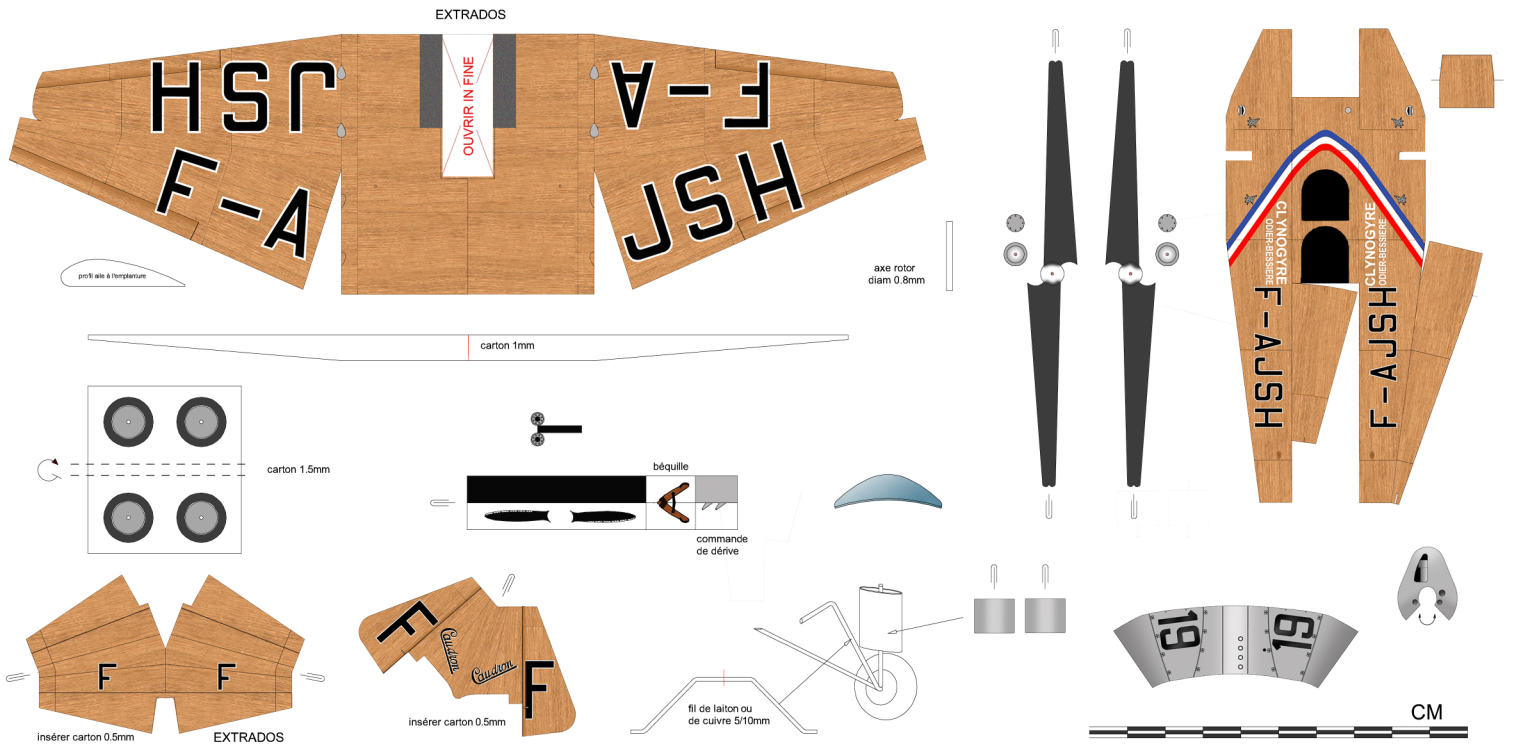 EXTRADOS
HSJ
F-A
F-A
JSH
OUVRIR IN FINE
profil aile à l'emplanture
axe rotor
diam 0.8mm
CLYNOGYRE
ODIER-BESSIERE
F-AJSH
CLYNOGYRE
ODIER-BESSIERE
F-AJSH
carton 1mm
carton 1.5mm
béquille
commande
de dérive
F
F
insérer carton 0.5mm
EXTRADOS
F
Caudron
Caudron
F
insérer carton 0.5mm
fil de laiton ou
de cuivre 5/10mm
19
19
CM